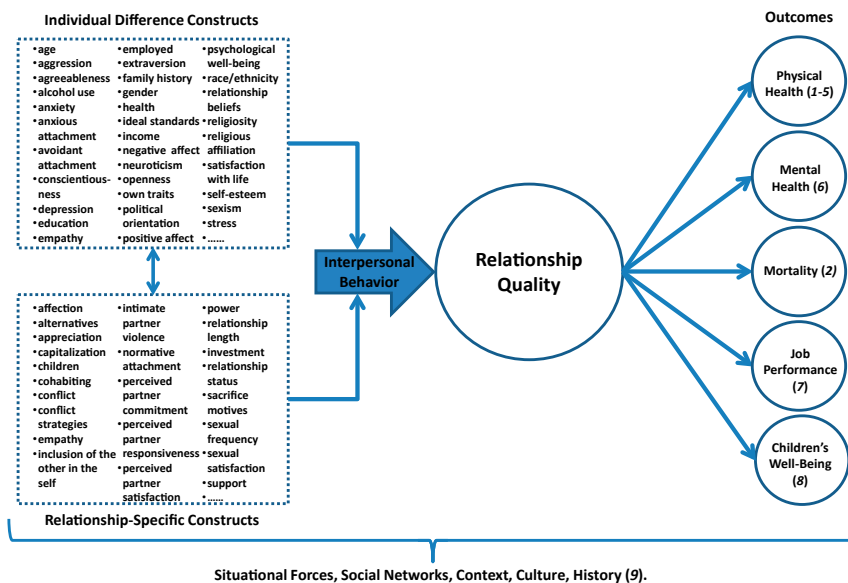 Individual Difference Constructs
•age
•aggression
•agreeableness
•alcohol use
•anxiety
•anxious
attachment
•avoidant
attachment
•conscientious-
ness
•depression
•education
•empathy
•employed
•extraversion
•family history
•gender
•health
•ideal standards
•income
•negative affect
•neuroticism
•openness
•own traits
•political
orientation
•positive affect
•psychological
well-being
•race/ethnicity
•relationship
beliefs
•religiosity
•religious
affiliation
•satisfaction
with life
•self-esteem
•sexism
•stress
•......
•affection
•alternatives
•appreciation
•capitalization
•children
•cohabiting
•conflict
•conflict
strategies
•empathy
•inclusion of the
other in the
self
•intimate
partner
violence
•normative
attachment
•perceived
partner
commitment
•perceived
partner
responsiveness
•perceived
partner
satisfaction
•power
•relationship
length
•investment
•relationship
status
•sacrifice
motives
•sexual
frequency
•sexual
satisfaction
•support
•......
Relationship-Specific Constructs
Interpersonal
Behavior
Relationship
Quality
Outcomes
Physical
Health (1-5)
Mental
Health (6)
Mortality (2)
Job
Performance
(7)
Children's
Well-Being
(8)
Situational Forces, Social Networks, Context, Culture, History (9).